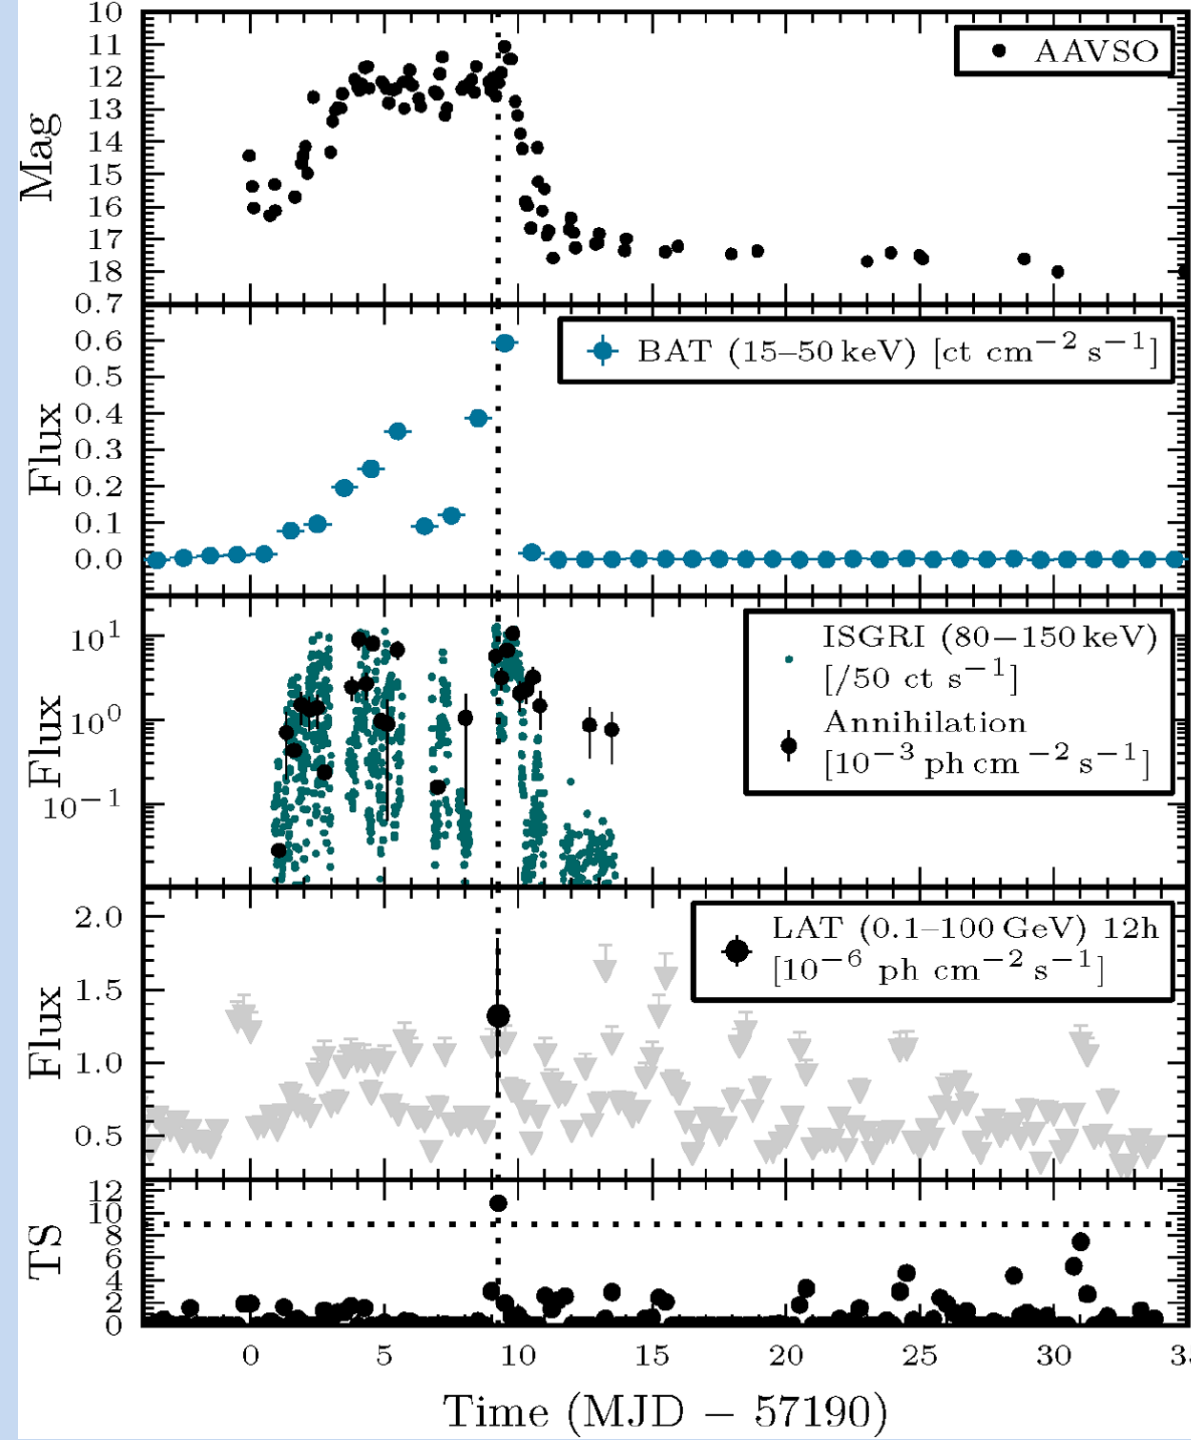 10
11
12
13
14
15
16
17
18
Mag
AAVSO
0.7
0.6
0.5
0.4
0.3
0.2
0.1
0.0
Flux
BAT (15–50 keV) [ct cm⁻² s⁻¹]
10¹
10⁰
10⁻¹
Flux
ISGRI (80–150 keV)
[/50 ct s⁻¹]
Annihilation
[10⁻³ ph cm⁻² s⁻¹]
2.0
1.5
1.0
0.5
Flux
LAT (0.1–100 GeV) 12h
[10⁻⁶ ph cm⁻² s⁻¹]
12
10
8
6
4
2
0
TS
0 5 10 15 20 25 30 3
Time (MJD − 57190)